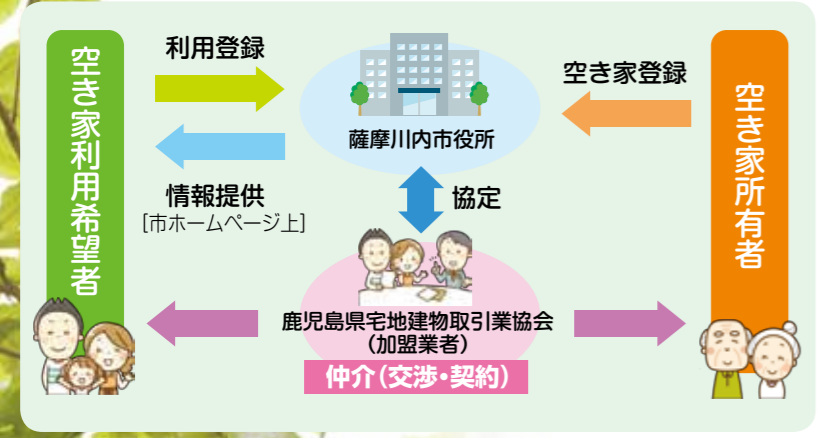 空き家利用希望者
利用登録
情報提供
［市ホームページ上］
薩摩川内市役所
協定
鹿児島県宅地建物取引業協会
（加盟業者）
仲介（交渉・契約）
空き家登録
空き家所有者